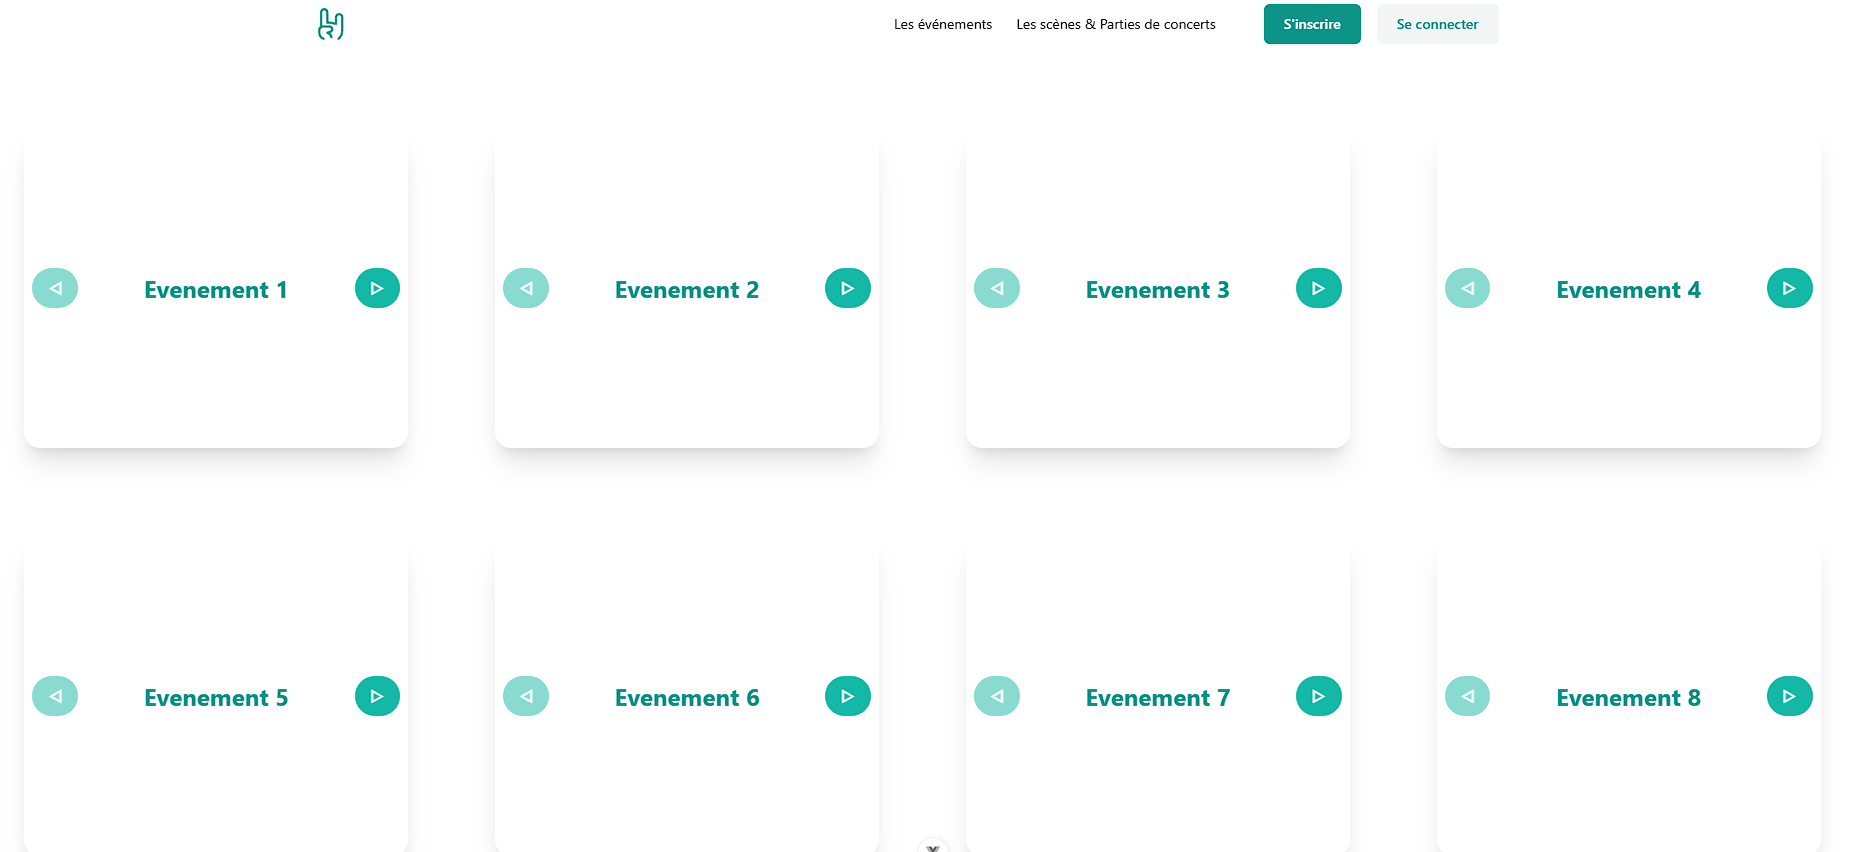 Les événements Les scènes & Parties de concerts S'inscrire Se connecter
Evenement 1 Evenement 2 Evenement 3 Evenement 4
Evenement 5 Evenement 6 Evenement 7 Evenement 8